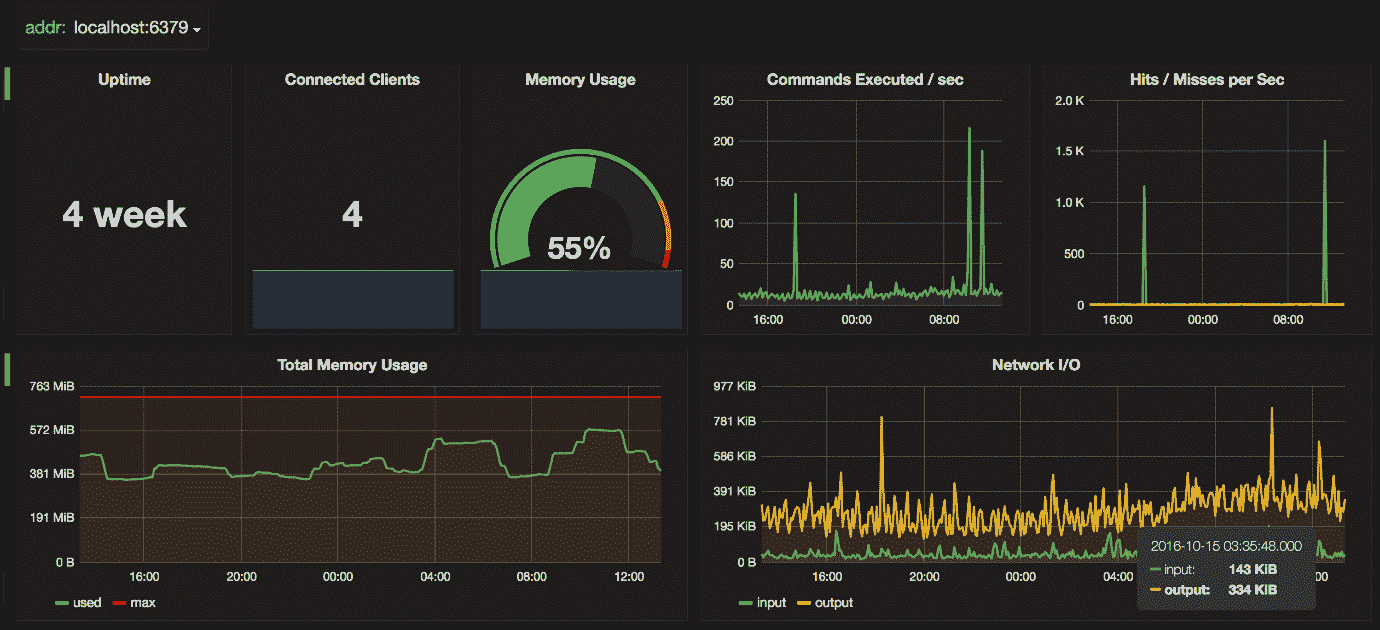 addr: localhost:6379
Uptime
4 week
Connected Clients
4
Memory Usage
55%
Commands Executed / sec
250
200
150
100
50
0
16:00 00:00 08:00
Hits / Misses per Sec
2.0 K
1.5 K
1.0 K
500
0
16:00 00:00 08:00
Total Memory Usage
763 MiB
572 MiB
381 MiB
191 MiB
0 B
16:00 20:00 00:00 04:00 08:00 12:00
used max
Network I/O
977 KiB
781 KiB
586 KiB
391 KiB
195 KiB
0 B
16:00 20:00 00:00 04:00 00
input output
2016-10-15 03:35:48.000
input: 143 KiB
output: 334 KiB